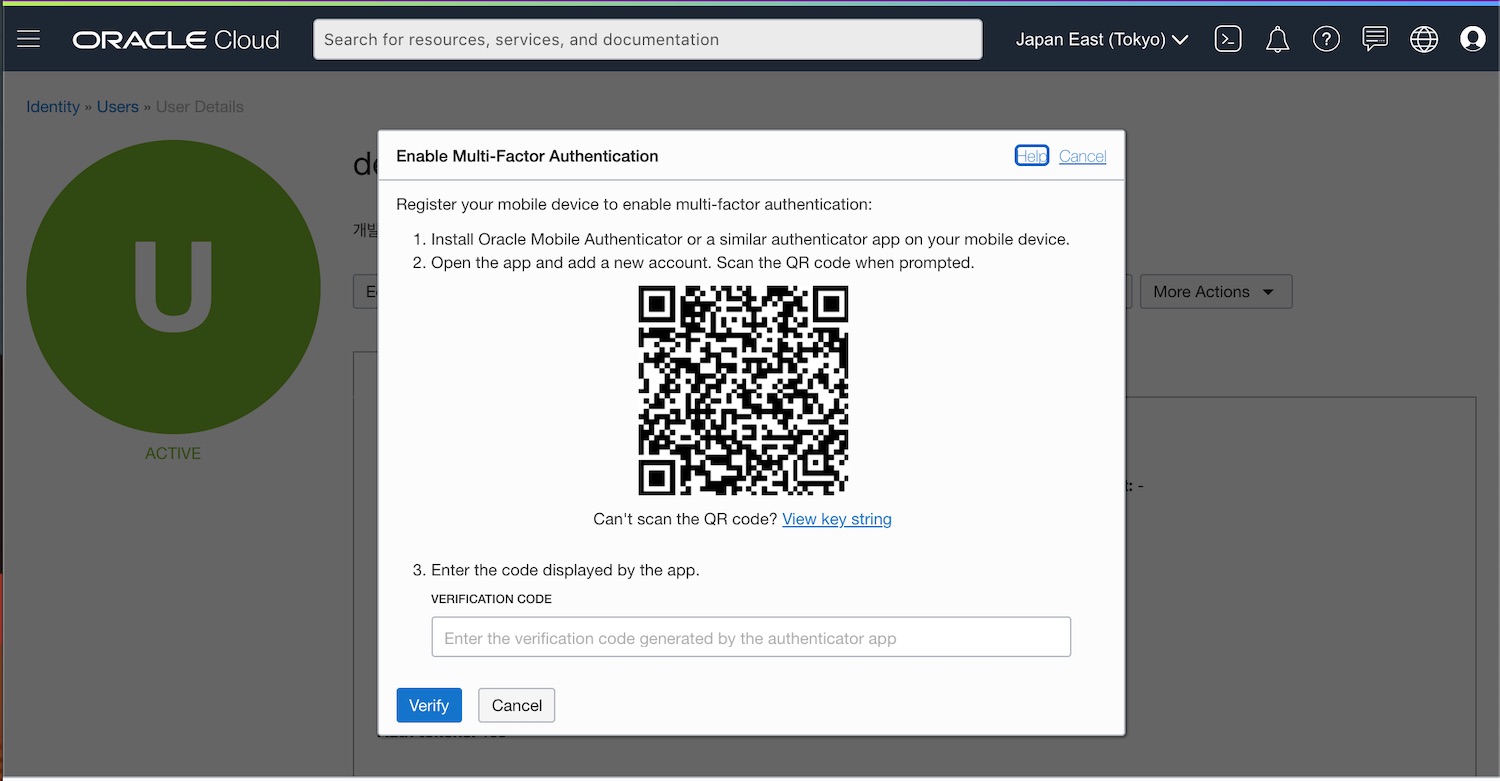 ORACLE Cloud
Search for resources, services, and documentation
Japan East (Tokyo)
Identity » Users » User Details
U
ACTIVE
More Actions
Enable Multi-Factor Authentication
Help Cancel
Register your mobile device to enable multi-factor authentication:
1. Install Oracle Mobile Authenticator or a similar authenticator app on your mobile device.
2. Open the app and add a new account. Scan the QR code when prompted.
Can't scan the QR code? View key string
3. Enter the code displayed by the app.
VERIFICATION CODE
Enter the verification code generated by the authenticator app
Verify
Cancel